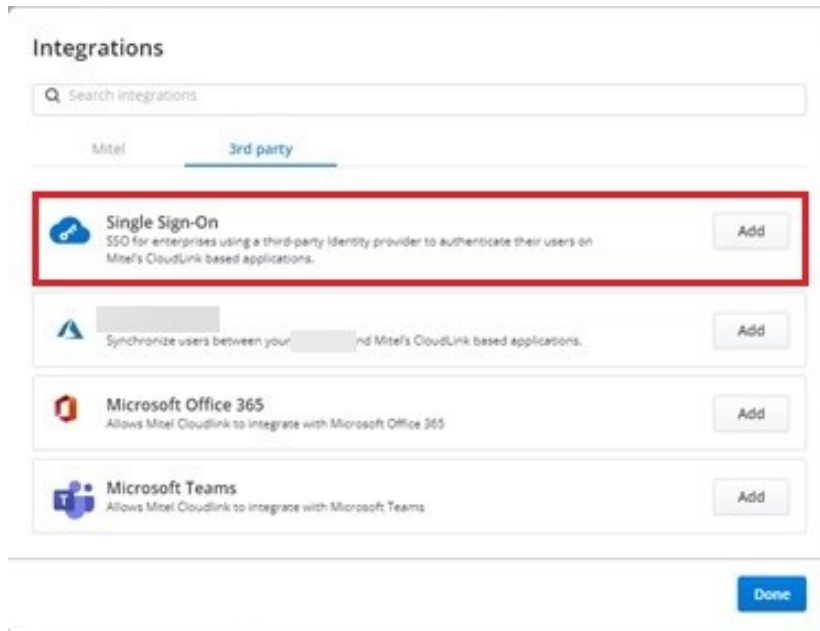 Integrations
Search integrations
Mitel 3rd party
Single Sign-On
Add
SSO for enterprises using a third-party Identity provider to authenticate their users on
Mitel's CloudLink based applications.
Synchronize users between your nd Mitel's CloudLink based applications.
Add
Microsoft Office 365
Add
Allows Mitel Cloudlink to integrate with Microsoft Office 365
Microsoft Teams
Add
Allows Mitel Cloudlink to integrate with Microsoft Teams
Done